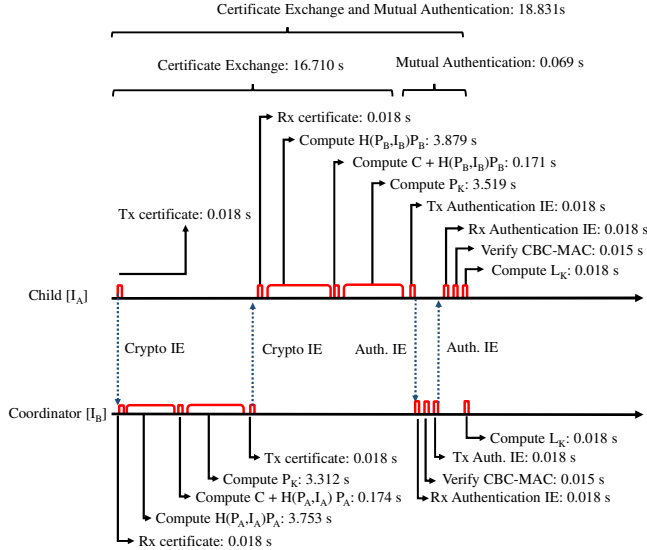 Certificate Exchange and Mutual Authentication: 18.831s
Certificate Exchange: 16.710 s
Mutual Authentication: 0.069 s
Rx certificate: 0.018 s
Compute H(P_B,I_B)P_B: 3.879 s
Compute C + H(P_B,I_B)P_B: 0.171 s
Compute P_K: 3.519 s
Tx certificate: 0.018 s
Tx Authentication IE: 0.018 s
Rx Authentication IE: 0.018 s
Verify CBC-MAC: 0.015 s
Compute L_K: 0.018 s
Child [I_A]
Crypto IE
Crypto IE
Auth. IE
Auth. IE
Coordinator [I_B]
Compute L_K: 0.018 s
Tx certificate: 0.018 s
Tx Auth. IE: 0.018 s
Compute P_K: 3.312 s
Verify CBC-MAC: 0.015 s
Compute C + H(P_A,I_A) P_A: 0.174 s
Rx Authentication IE: 0.018 s
Compute H(P_A,I_A)P_A: 3.753 s
Rx certificate: 0.018 s